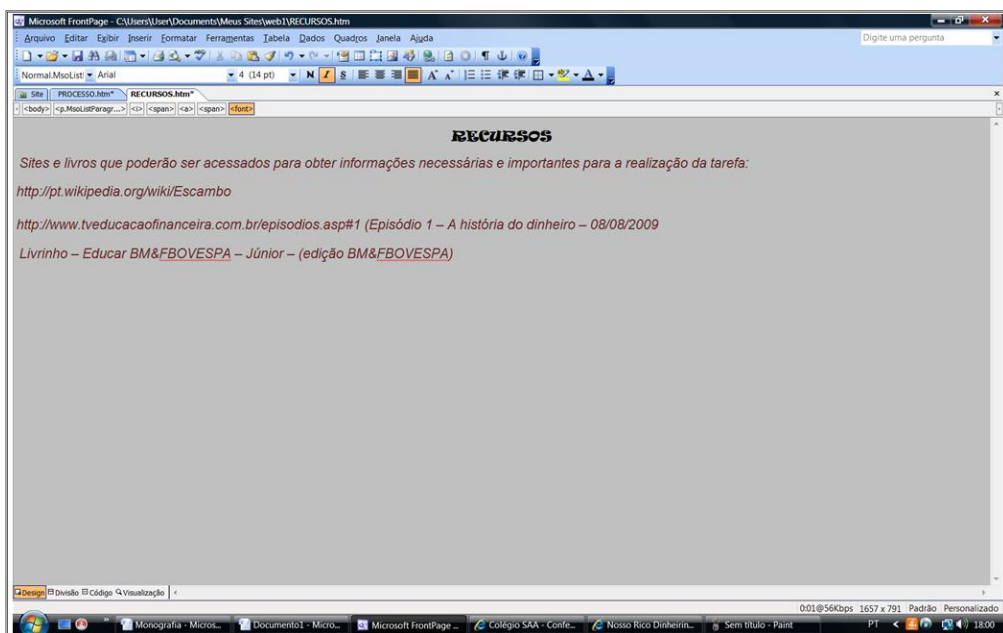 Microsoft FrontPage - C:\Users\User\Documents\Meus Sites\web1\RECURSOS.htm
Arquivo Editar Exibir Inserir Formatar Ferramentas Tabela Dados Quadros Janela Ajuda Digite uma pergunta
Normal.MsoListl Arial 4 (14 pt) N I S
Site PROCESSO.htm* RECURSOS.htm*
<body> <p.MsoListParagr...> <i> <span> <a> <span> <font>
RECURSOS
Sites e livros que poderão ser acessados para obter informações necessárias e importantes para a realização da tarefa:
http://pt.wikipedia.org/wiki/Escambo
http://www.tveducacaofinanceira.com.br/episodios.asp#1 (Episódio 1 – A história do dinheiro – 08/08/2009
Livrinho – Educar BM&FBOVESPA – Júnior – (edição BM&FBOVESPA)
Design Divisão Código Visualização
0:01@56Kbps 1657 x 791 Padrão Personalizado
Monografia - Micros... Documento1 - Micro... Microsoft FrontPage ... Colégio SAA - Confe... Nosso Rico Dinheirin... Sem título - Paint PT 18:00